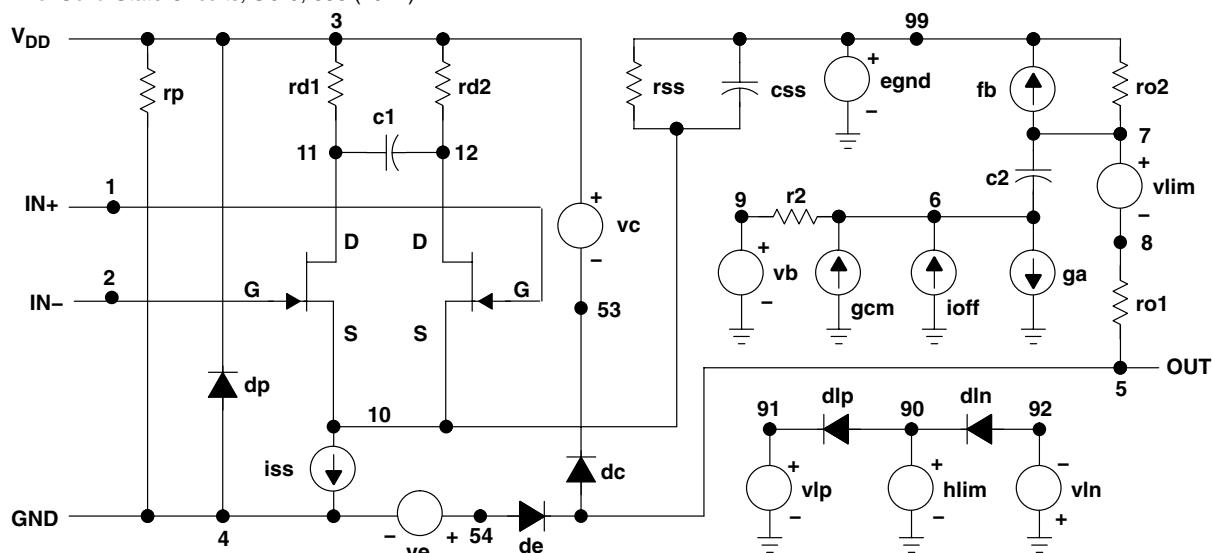 3
99
V_DD
rp
rd1
rd2
c1
11
12
rss
css
egnd
fb
ro2
7
c2
vlim
1
IN+
9
r2
6
8
D
D
vc
vb
gcm
ioff
ga
ro1
2
IN−
G
G
53
S
S
OUT
5
dp
10
dlp
dln
91
90
92
iss
dc
vlp
hlim
vln
GND
4
54
ve
de